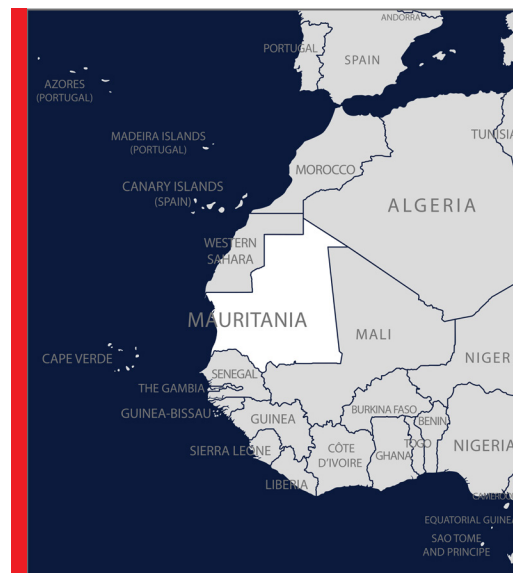 ANDORRA
PORTUGAL
SPAIN
AZORES
(PORTUGAL)
TUNISIA
MADEIRA ISLANDS
(PORTUGAL)
MOROCCO
CANARY ISLANDS
(SPAIN)
ALGERIA
WESTERN
SAHARA
MAURITANIA
MALI
CAPE VERDE
NIGER
SENEGAL
THE GAMBIA
GUINEA-BISSAU
GUINEA
BURKINA FASO
BENIN
SIERRA LEONE
CÔTE
D'IVOIRE
GHANA
TOGO
NIGERIA
LIBERIA
CAMEROUN
EQUATORIAL GUINEA
SAO TOME
AND PRINCIPE